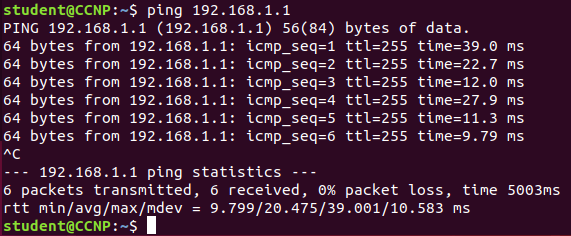 student@CCNP:~$ ping 192.168.1.1
PING 192.168.1.1 (192.168.1.1) 56(84) bytes of data.
64 bytes from 192.168.1.1: icmp_seq=1 ttl=255 time=39.0 ms
64 bytes from 192.168.1.1: icmp_seq=2 ttl=255 time=22.7 ms
64 bytes from 192.168.1.1: icmp_seq=3 ttl=255 time=12.0 ms
64 bytes from 192.168.1.1: icmp_seq=4 ttl=255 time=27.9 ms
64 bytes from 192.168.1.1: icmp_seq=5 ttl=255 time=11.3 ms
64 bytes from 192.168.1.1: icmp_seq=6 ttl=255 time=9.79 ms
^C
--- 192.168.1.1 ping statistics ---
6 packets transmitted, 6 received, 0% packet loss, time 5003ms
rtt min/avg/max/mdev = 9.799/20.475/39.001/10.583 ms
student@CCNP:~$